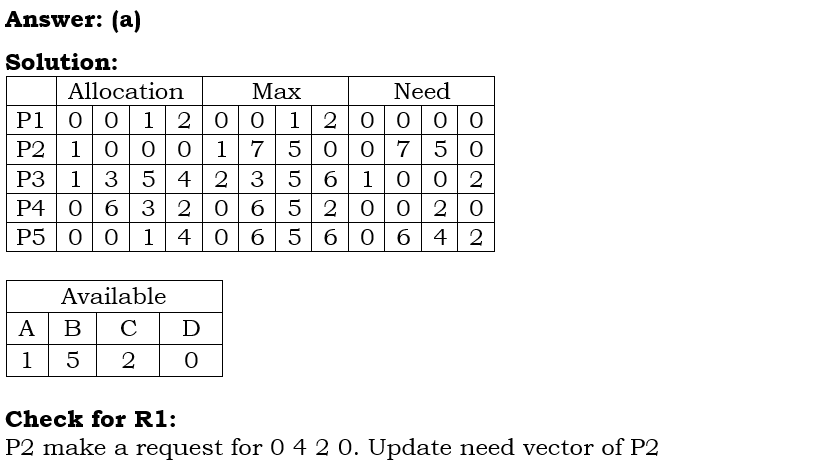 Answer: (a)
Solution:
Allocation Max Need
P1 0 0 1 2 0 0 1 2 0 0 0 0
P2 1 0 0 0 1 7 5 0 0 7 5 0
P3 1 3 5 4 2 3 5 6 1 0 0 2
P4 0 6 3 2 0 6 5 2 0 0 2 0
P5 0 0 1 4 0 6 5 6 0 6 4 2
Available
A B C D
1 5 2 0
Check for R1:
P2 make a request for 0 4 2 0. Update need vector of P2